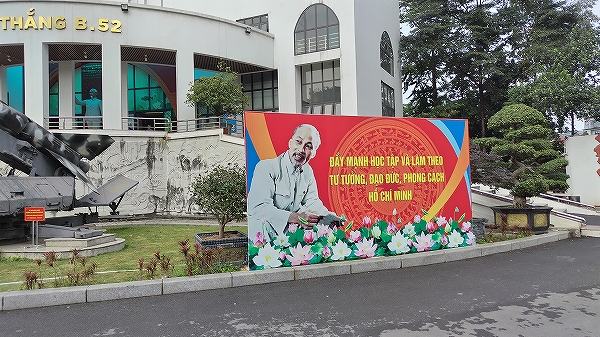 THẮNG B.52
ĐẨY MẠNH HỌC TẬP VÀ LÀM THEO
TƯ TƯỞNG, ĐẠO ĐỨC, PHONG CÁCH
HỒ CHÍ MINH